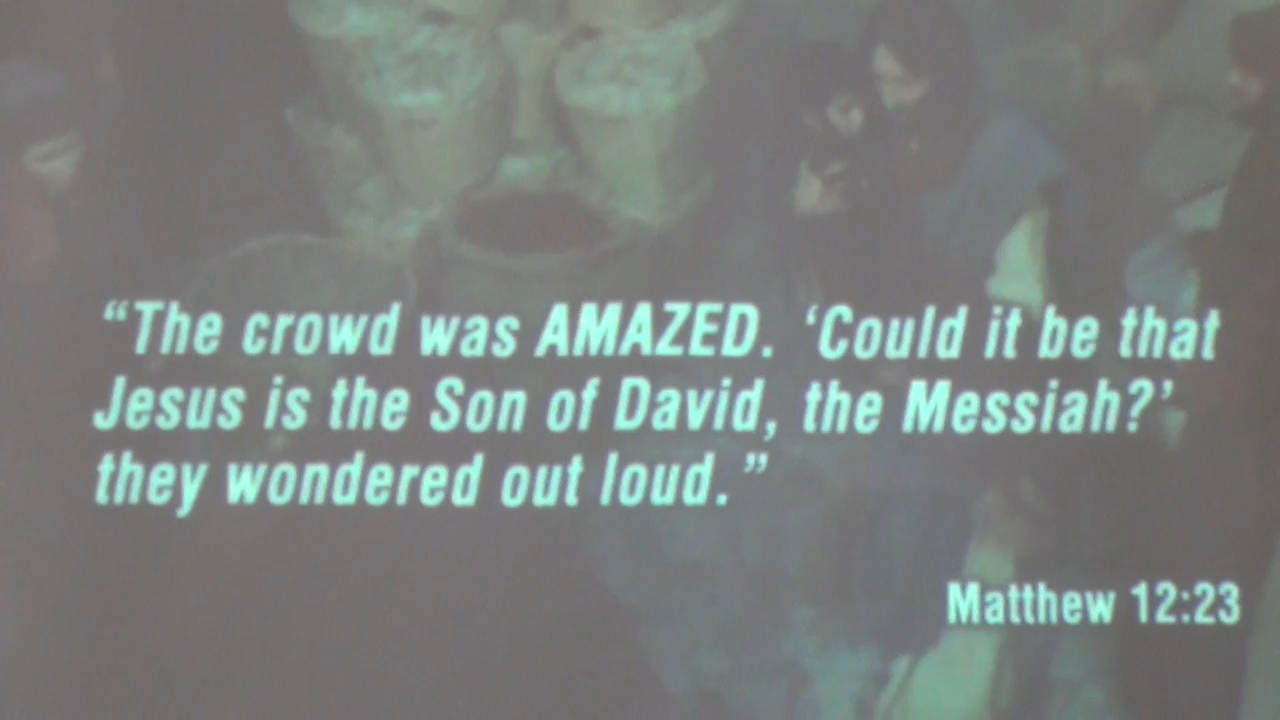 “The crowd was AMAZED. ‘Could it be that
Jesus is the Son of David, the Messiah?’
they wondered out loud.”
Matthew 12:23